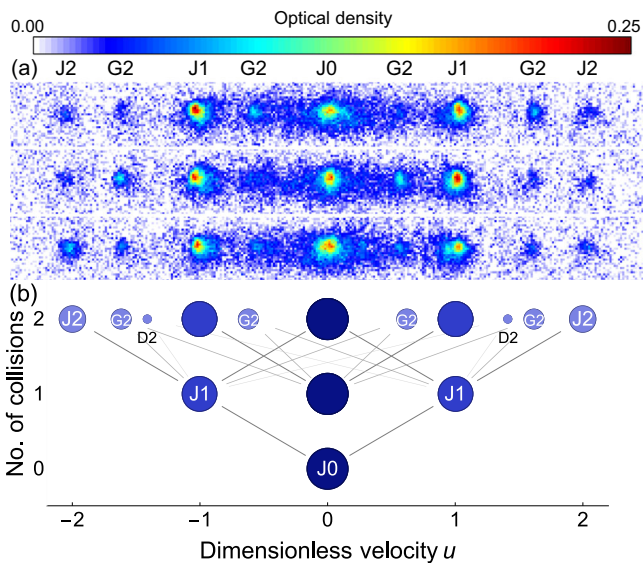 Optical density
0.00 0.25
(a) J2 G2 J1 G2 J0 G2 J1 G2 J2
(b)
2 J2 G2 G2 G2 G2 J2
D2 D2
1 J1 J1
0 J0
No. of collisions
−2 −1 0 1 2
Dimensionless velocity u